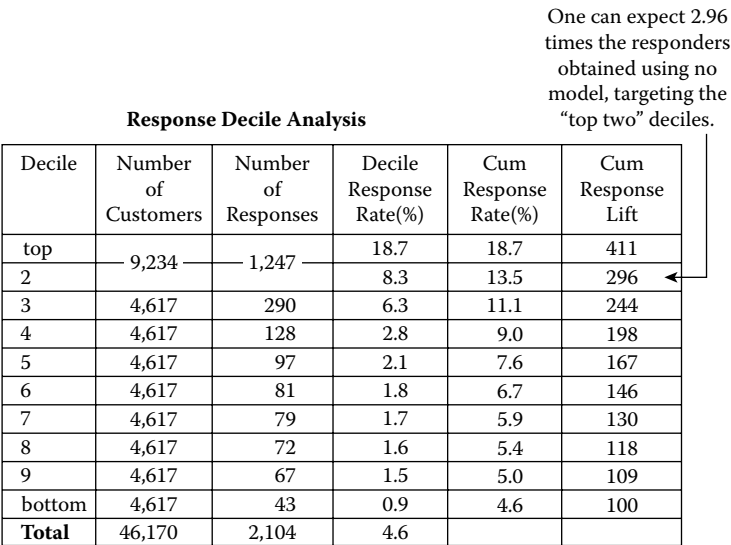 One can expect 2.96
times the responders
obtained using no
model, targeting the
“top two” deciles.
Response Decile Analysis
Decile Number of Customers Number of Responses Decile Response Rate(%) Cum Response Rate(%) Cum Response Lift
top 9,234 1,247 18.7 18.7 411
2 8.3 13.5 296
3 4,617 290 6.3 11.1 244
4 4,617 128 2.8 9.0 198
5 4,617 97 2.1 7.6 167
6 4,617 81 1.8 6.7 146
7 4,617 79 1.7 5.9 130
8 4,617 72 1.6 5.4 118
9 4,617 67 1.5 5.0 109
bottom 4,617 43 0.9 4.6 100
Total 46,170 2,104 4.6